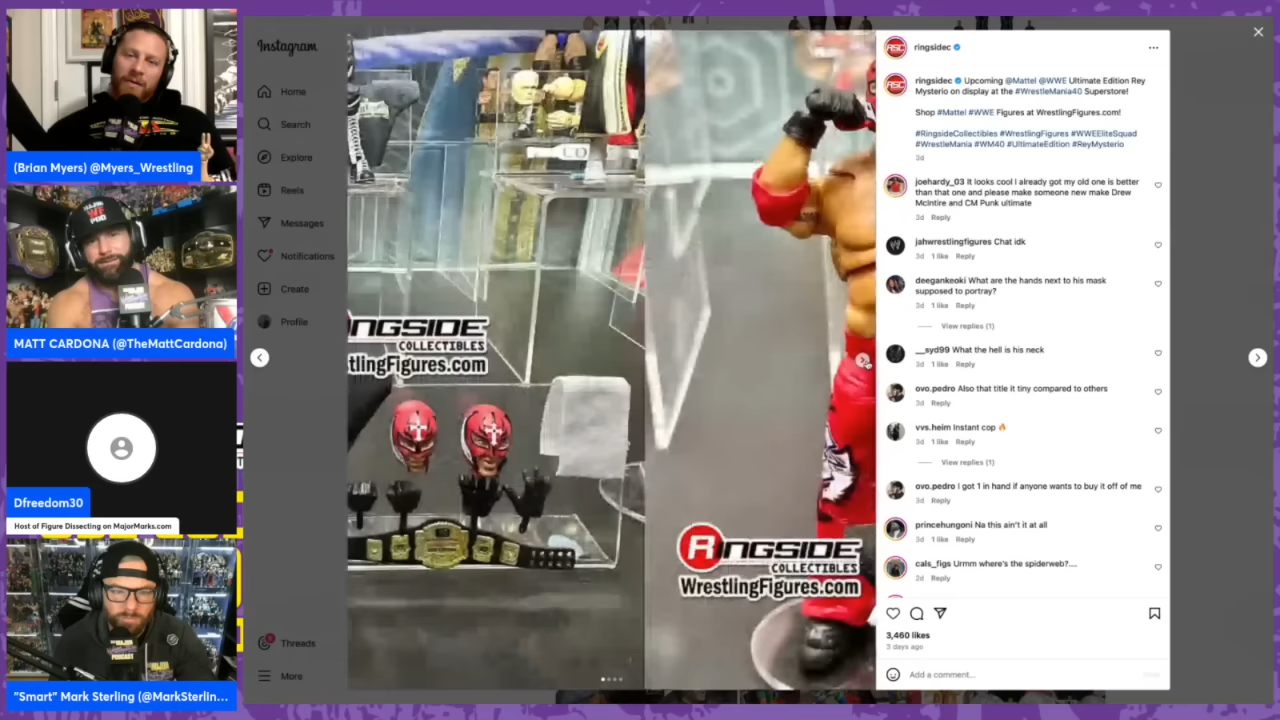 (Brian Myers) @Myers_Wrestling
MATT CARDONA (@TheMattCardona)
Dfreedom30
Host of Figure Dissecting on MajorMarks.com
"Smart" Mark Sterling (@MarkSterlin...
Instagram
Home
Search
Explore
Reels
Messages
Notifications
Create
Profile
Threads
More
NGSIDE
COLLECTIBLES
tlingFigures.com
RINGSIDE
COLLECTIBLES
WrestlingFigures.com
RSC
ringsidec
RSC
ringsidec Upcoming @Mattel @WWE Ultimate Edition Rey
Mysterio on display at the #WrestleMania40 Superstore!
Shop #Mattel #WWE Figures at WrestlingFigures.com!
#RingsideCollectibles #WrestlingFigures #WWEEliteSquad
#WrestleMania #WM40 #UltimateEdition #ReyMysterio
3d
joehardy_03 It looks cool I already got my old one is better
than that one and please make someone new make Drew
McIntire and CM Punk ultimate
3d Reply
jahwrestlingfigures Chat idk
3d 1 like Reply
deegankeoki What are the hands next to his mask
supposed to portray?
3d 1 like Reply
View replies (1)
__syd99 What the hell is his neck
3d 1 like Reply
ovo.pedro Also that title it tiny compared to others
3d Reply
vvs.heim Instant cop 🔥
3d 1 like Reply
View replies (1)
ovo.pedro I got 1 in hand if anyone wants to buy it off of me
3d Reply
princehungoni Na this ain't it at all
3d 1 like Reply
cals_figs Urmm where's the spiderweb?....
2d Reply
3,460 likes
3 days ago
Add a comment...